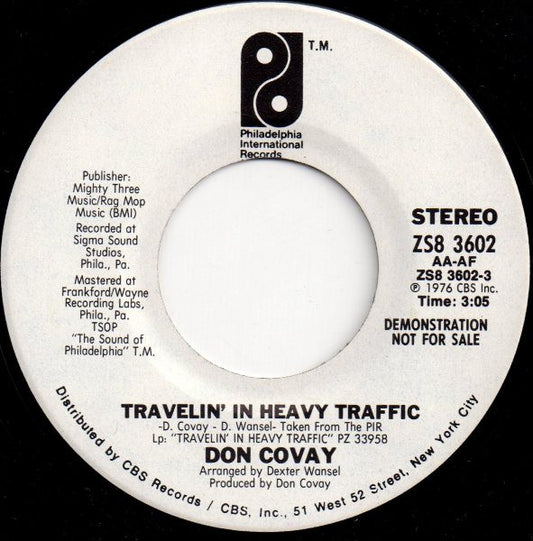 T.M.
Philadelphia
International
Records
Publisher:
Mighty Three
Music/Rag Mop
Music (BMI)
Recorded at
Sigma Sound
Studios,
Phila., Pa.
Mastered at
Frankford/Wayne
Recording Labs,
Phila., Pa.
TSOP
"The Sound of
Philadelphia" T.M.
STEREO
ZS8 3602
AA-AF
ZS8 3602-3
℗ 1976 CBS Inc.
Time: 3:05
DEMONSTRATION
NOT FOR SALE
TRAVELIN' IN HEAVY TRAFFIC
-D. Covay - D. Wansel- Taken From The PIR
Lp: "TRAVELIN' IN HEAVY TRAFFIC" PZ 33958
DON COVAY
Arranged by Dexter Wansel
Produced by Don Covay
Distributed by CBS Records / CBS, Inc., 51 West 52 Street, New York City